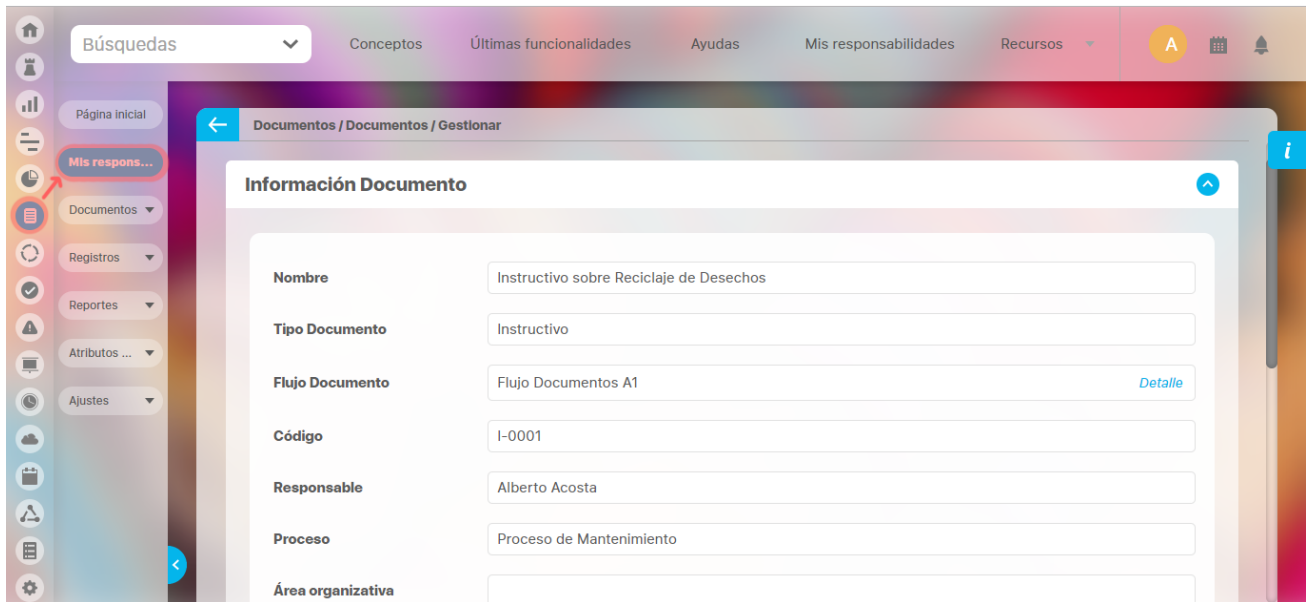 Búsquedas
Conceptos
Últimas funcionalidades
Ayudas
Mis responsabilidades
Recursos
A
Página inicial
Mis respons...
Documentos
Registros
Reportes
Atributos ...
Ajustes
Documentos / Documentos / Gestionar
i
Información Documento
Nombre
Instructivo sobre Reciclaje de Desechos
Tipo Documento
Instructivo
Flujo Documento
Flujo Documentos A1
Detalle
Código
I-0001
Responsable
Alberto Acosta
Proceso
Proceso de Mantenimiento
Área organizativa